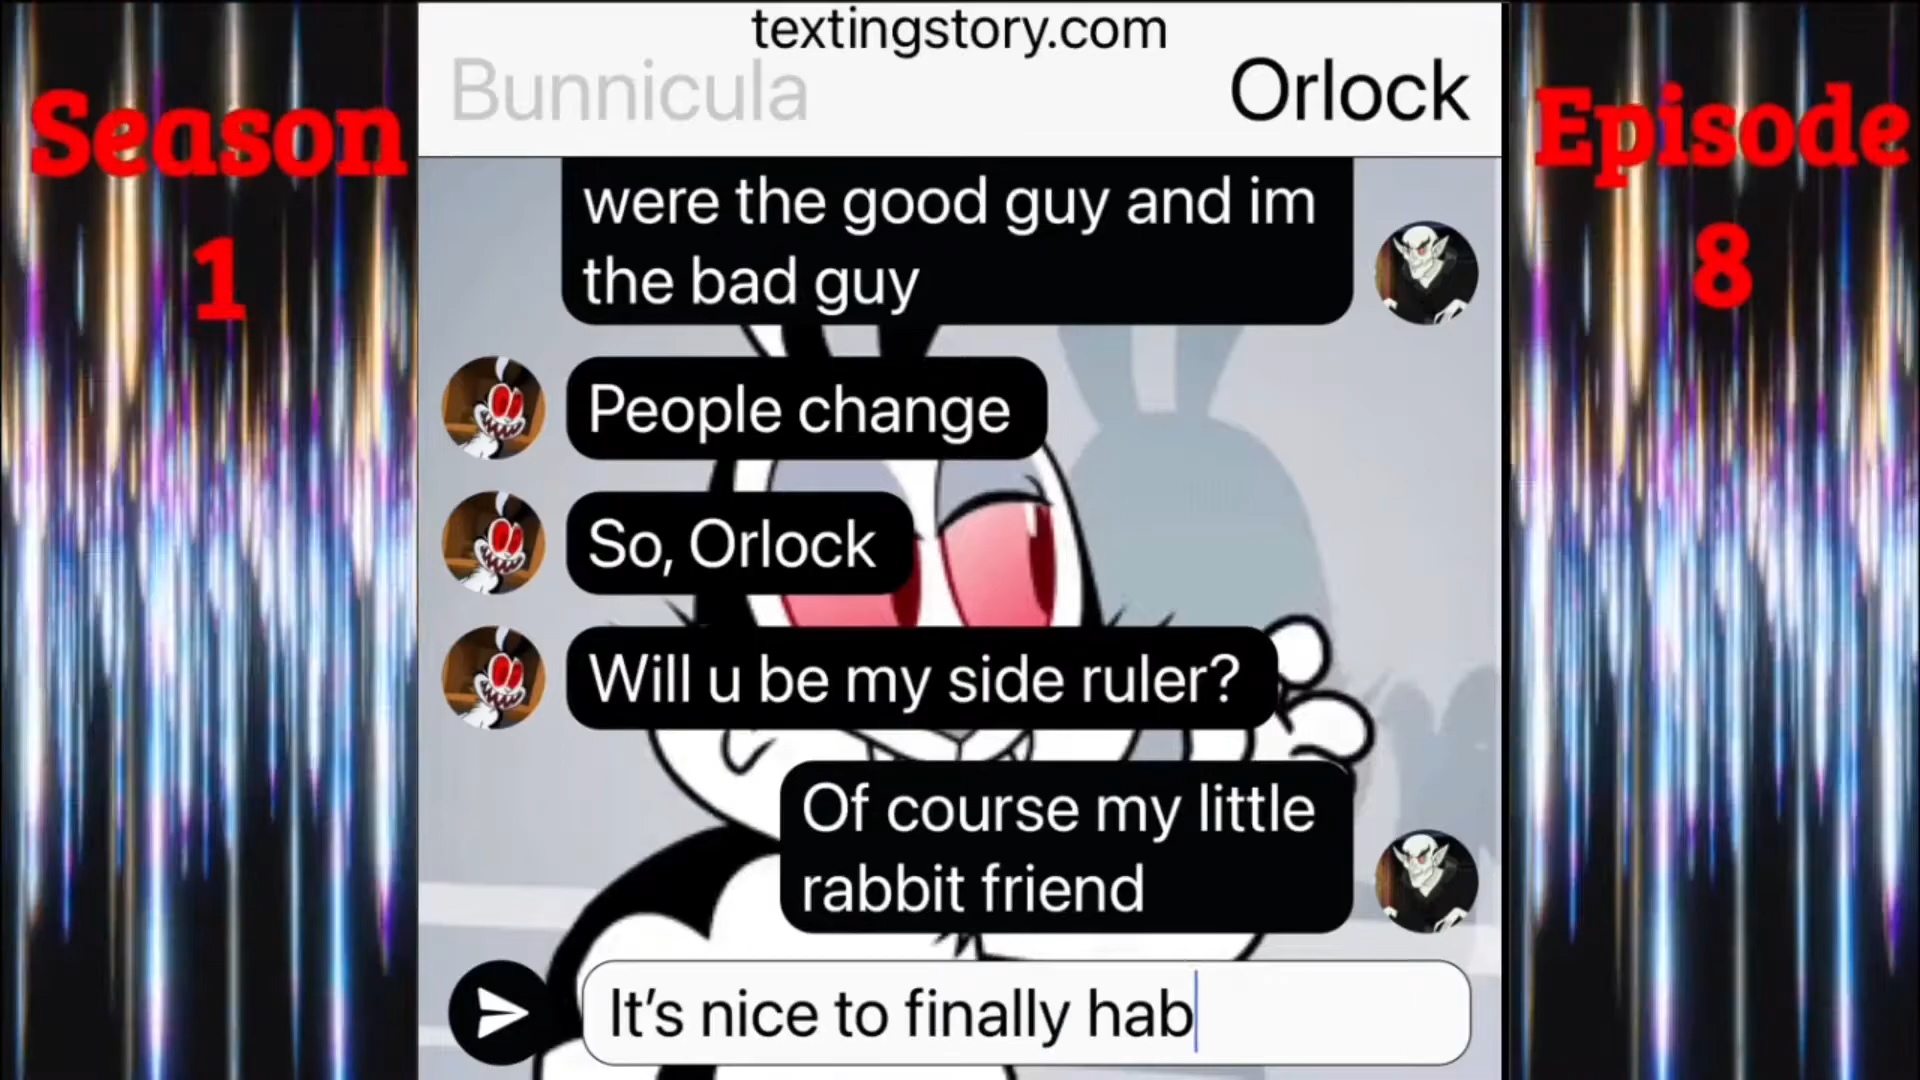 textingstory.com
Bunnicula
Orlock
Season
1
Episode
8
were the good guy and im
the bad guy
People change
So, Orlock
Will u be my side ruler?
Of course my little
rabbit friend
It’s nice to finally hab